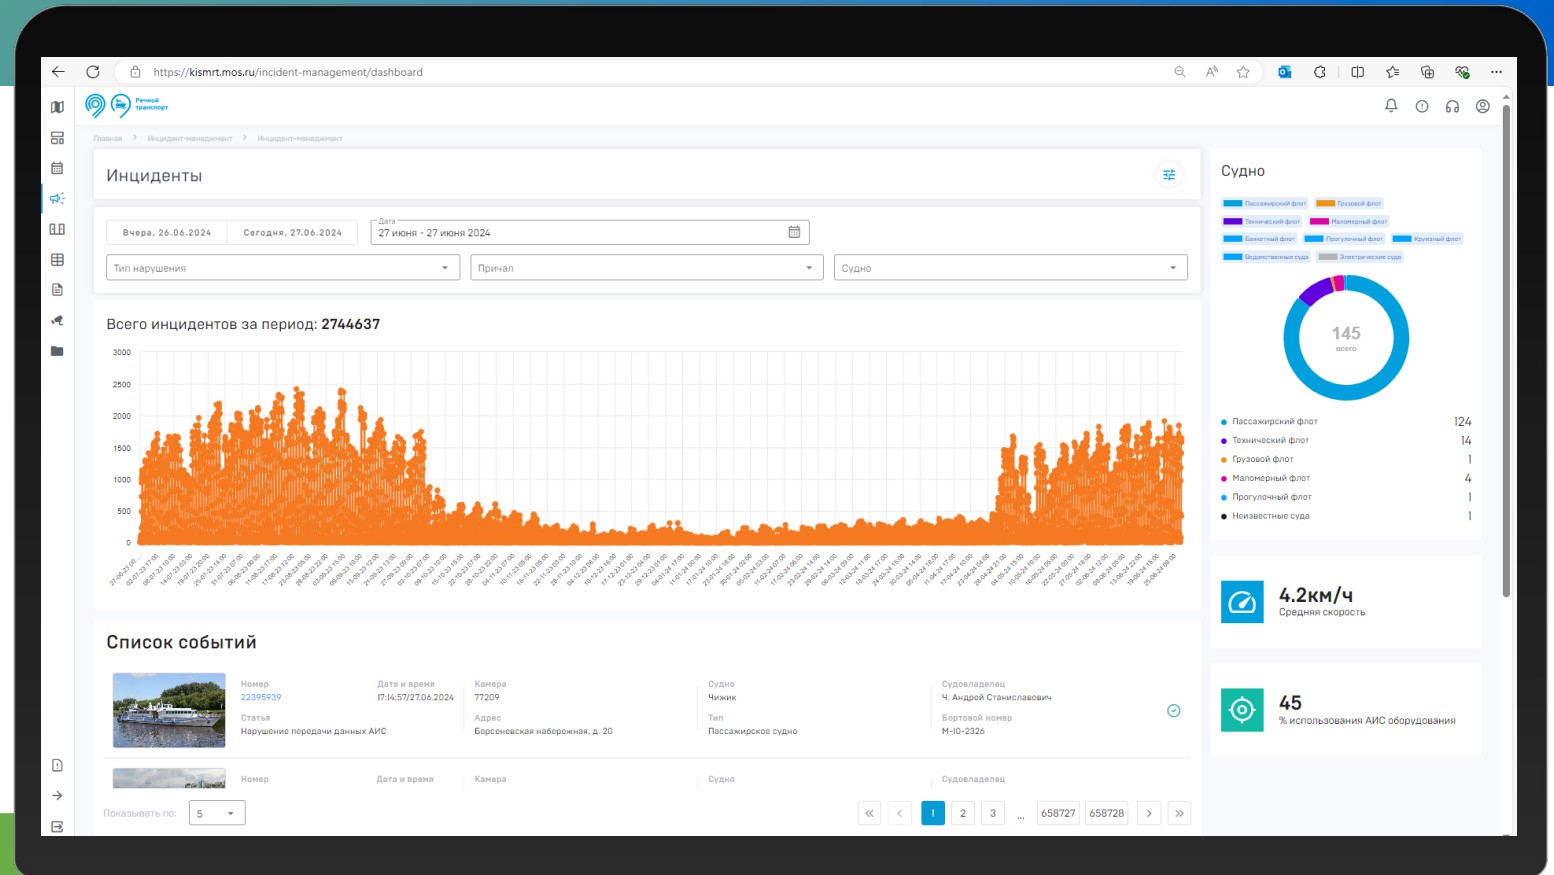 https://kismrt.mos.ru/incident-management/dashboard
Речной
транспорт
Главная > Инцидент-менеджмент > Инцидент-менеджмент
Инциденты
Вчера, 26.06.2024
Сегодня, 27.06.2024
Дата
27 июня - 27 июня 2024
Тип нарушения
Причал
Судно
Всего инцидентов за период: 2744637
3000
2500
2000
1500
1000
500
0
Список событий
Номер
22395939
Дата и время
17:14:57/27.06.2024
Камера
77209
Судно
Чижик
Судовладелец
Ч. Андрей Станиславович
Статья
Нарушение передачи данных АИС
Адрес
Берсеневская набережная, д. 20
Тип
Пассажирское судно
Бортовой номер
М-10-2326
Номер
Дата и время
Камера
Судно
Судовладелец
Показывать по: 5
1 2 3 ... 658727 658728
Судно
Пассажирский флот
Грузовой флот
Технический флот
Маломерный флот
Банкетный флот
Прогулочный флот
Круизный флот
Ведомственные суда
Электрические суда
145
всего
Пассажирский флот 124
Технический флот 14
Грузовой флот 1
Маломерный флот 4
Прогулочный флот 1
Неизвестные суда 1
4.2км/ч
Средняя скорость
45
% использования АИС оборудования